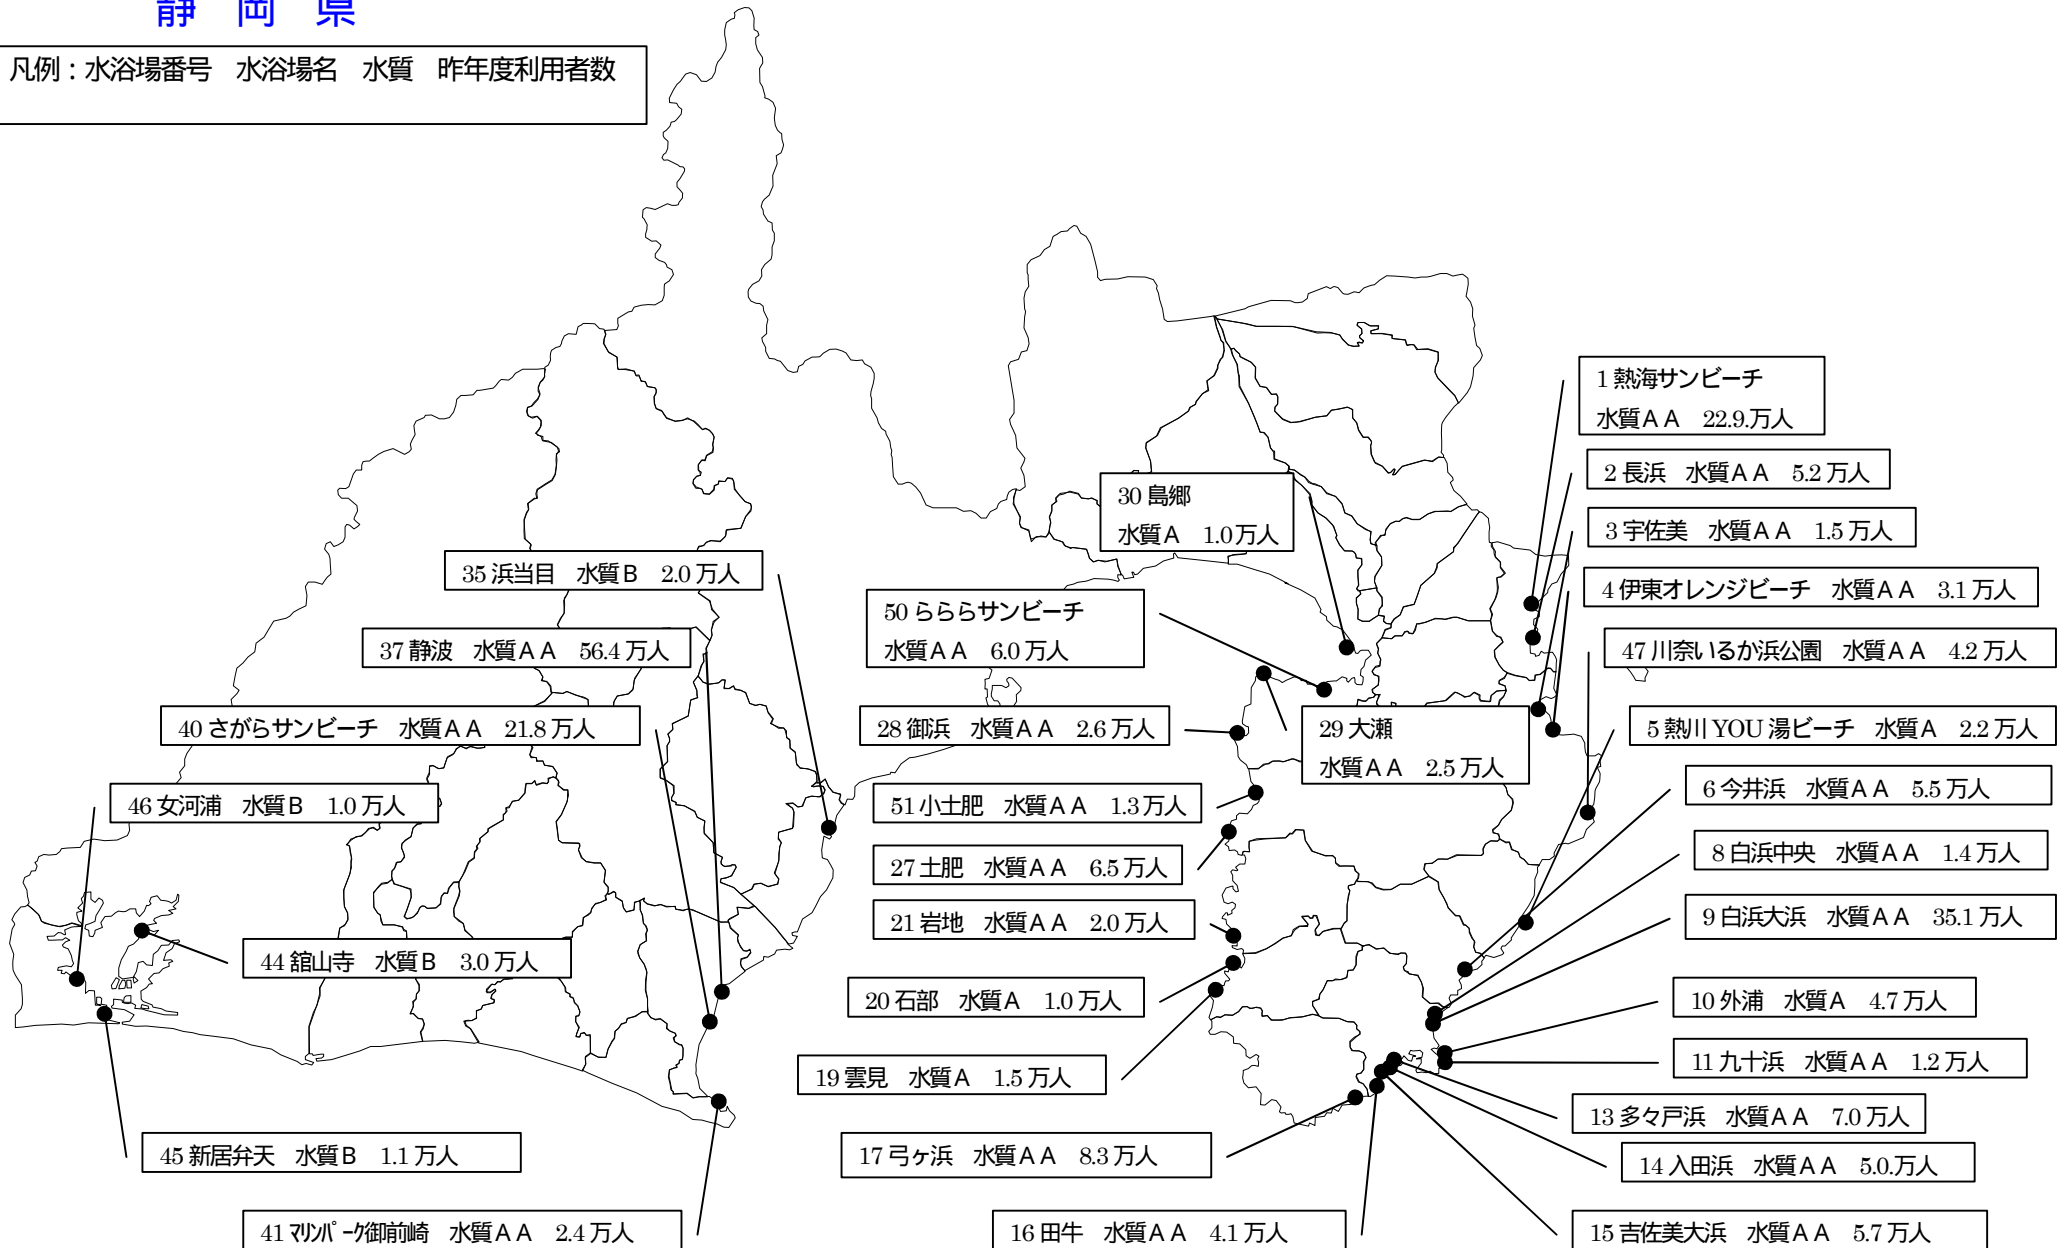 静 岡 県
凡例：水浴場番号　水浴場名　水質　昨年度利用者数
1 熱海サンビーチ
水質ＡＡ　22.9.万人
2 長浜　水質ＡＡ　5.2 万人
30 島郷
水質Ａ　1.0 万人
3 宇佐美　水質ＡＡ　1.5 万人
35 浜当目　水質Ｂ　2.0 万人
4 伊東オレンジビーチ　水質ＡＡ　3.1 万人
50 らららサンビーチ
水質ＡＡ　6.0 万人
37 静波　水質ＡＡ　56.4 万人
47 川奈いるか浜公園　水質ＡＡ　4.2 万人
40 さがらサンビーチ　水質ＡＡ　21.8 万人
28 御浜　水質ＡＡ　2.6 万人
29 大瀬
水質ＡＡ　2.5 万人
5 熱川 YOU 湯ビーチ　水質Ａ　2.2 万人
46 女河浦　水質Ｂ　1.0 万人
51 小土肥　水質ＡＡ　1.3 万人
6 今井浜　水質ＡＡ　5.5 万人
27 土肥　水質ＡＡ　6.5 万人
8 白浜中央　水質ＡＡ　1.4 万人
21 岩地　水質ＡＡ　2.0 万人
9 白浜大浜　水質ＡＡ　35.1 万人
44 舘山寺　水質Ｂ　3.0 万人
20 石部　水質Ａ　1.0 万人
10 外浦　水質Ａ　4.7 万人
19 雲見　水質Ａ　1.5 万人
11 九十浜　水質ＡＡ　1.2 万人
13 多々戸浜　水質ＡＡ　7.0 万人
45 新居弁天　水質Ｂ　1.1 万人
17 弓ヶ浜　水質ＡＡ　8.3 万人
14 入田浜　水質ＡＡ　5.0.万人
41 ﾏﾘﾝﾊﾟｰｸ御前崎　水質ＡＡ　2.4 万人
16 田牛　水質ＡＡ　4.1 万人
15 吉佐美大浜　水質ＡＡ　5.7 万人